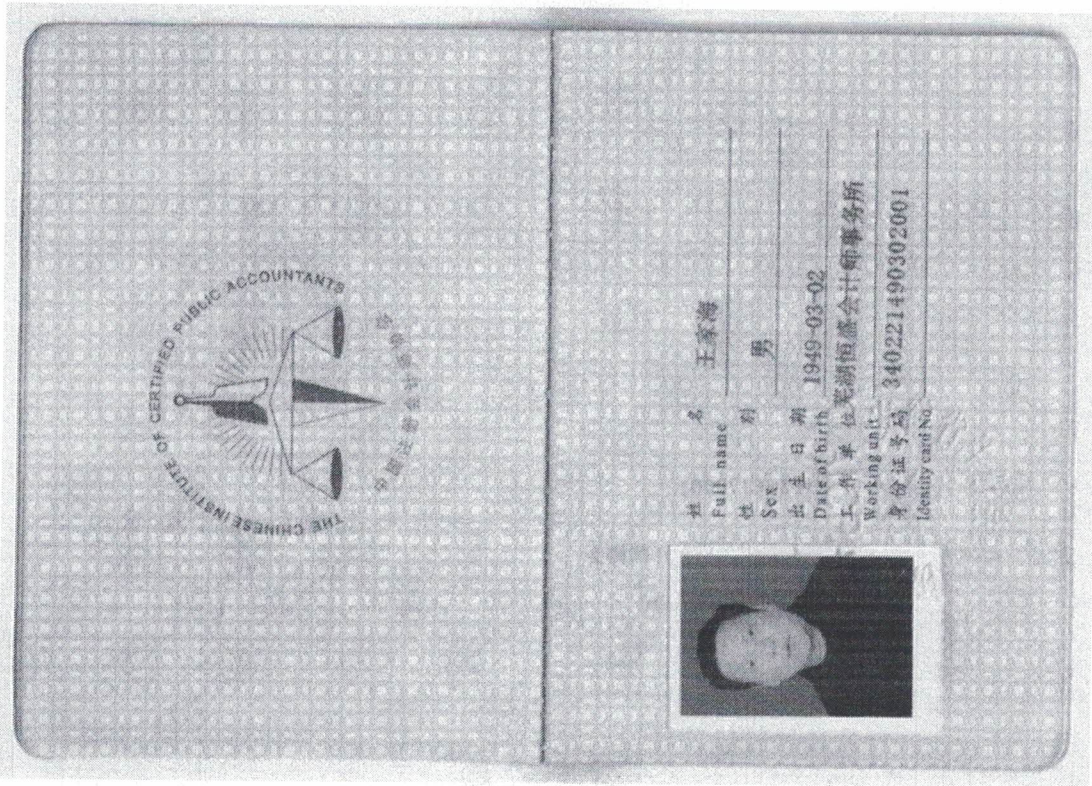 THE CHINESE INSTITUTE OF CERTIFIED PUBLIC ACCOUNTANTS
中国注册会计师协会
姓 名 王家海
Full name
性 别 男
Sex
出 生 日 期 1949-03-02
Date of birth
工 作 单 位 芜湖恒盛会计师事务所
Working unit
身份证号码 340221490302001
Identity card No